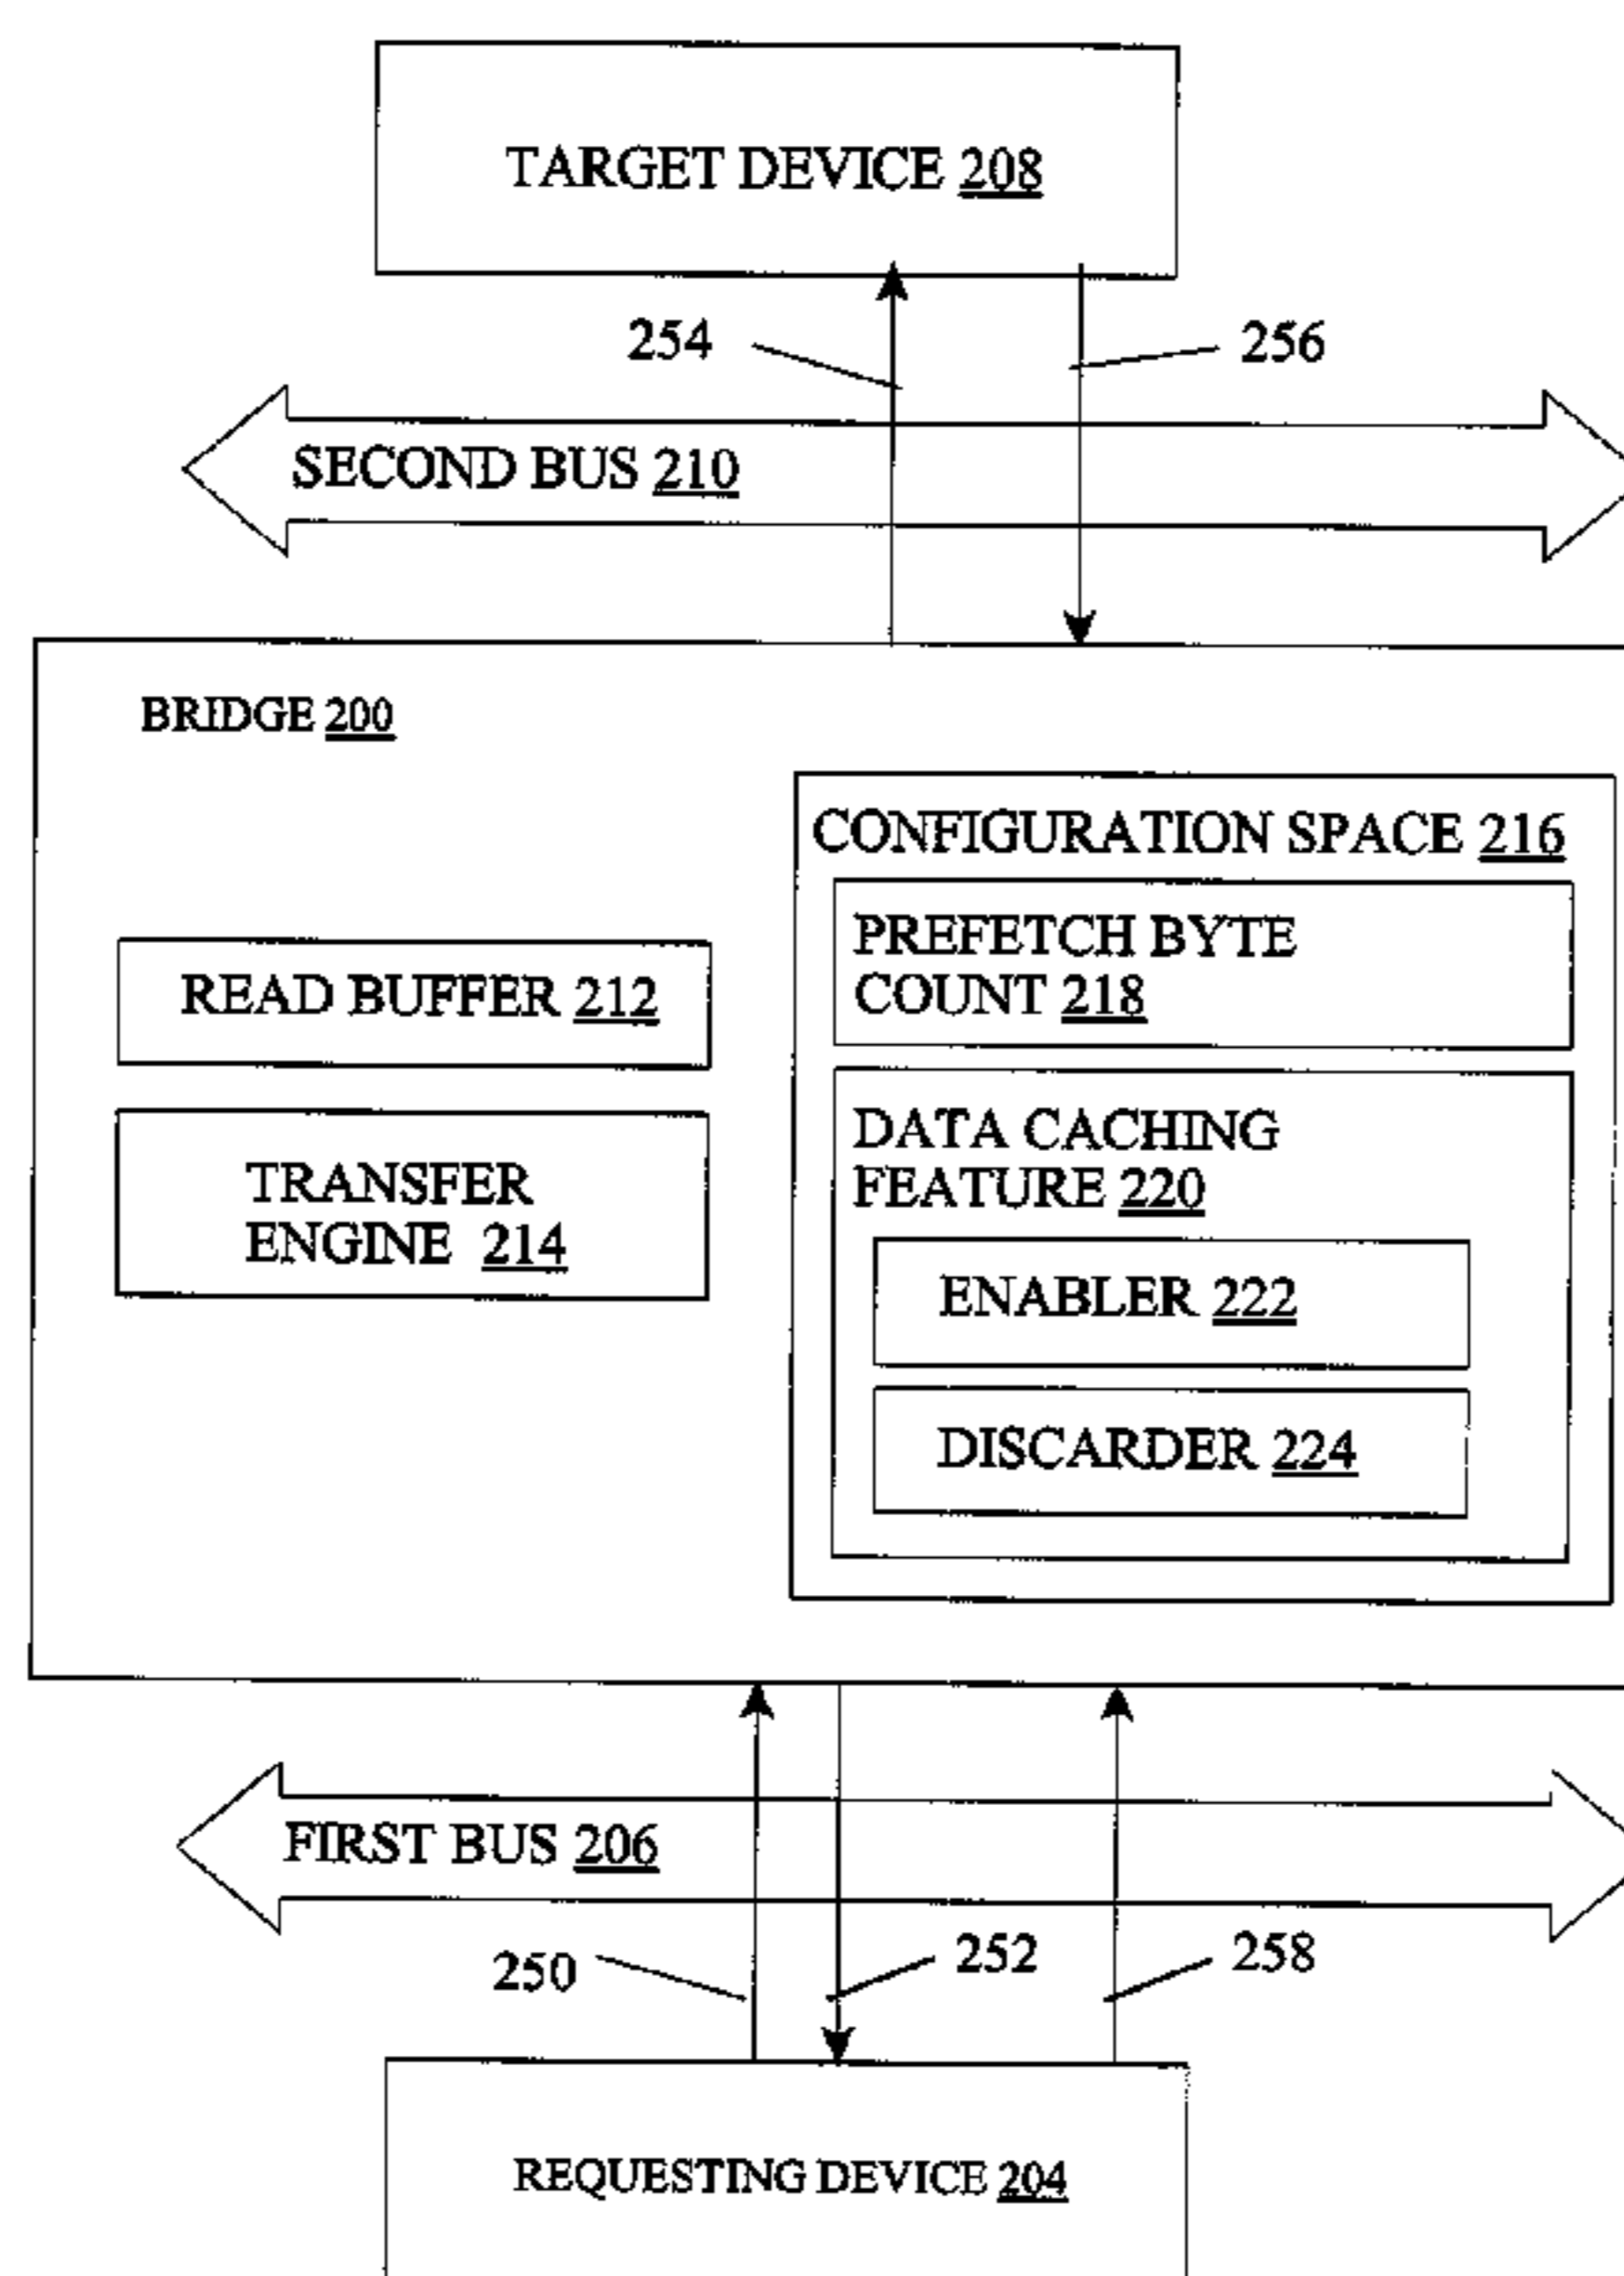 TARGET DEVICE 208
254
256
SECOND BUS 210
BRIDGE 200
CONFIGURATION SPACE 216
PREFETCH BYTE
COUNT 218
READ BUFFER 212
DATA CACHING
FEATURE 220
TRANSFER
ENGINE 214
ENABLER 222
DISCARDER 224
FIRST BUS 206
250
252
258
REQUESTING DEVICE 204